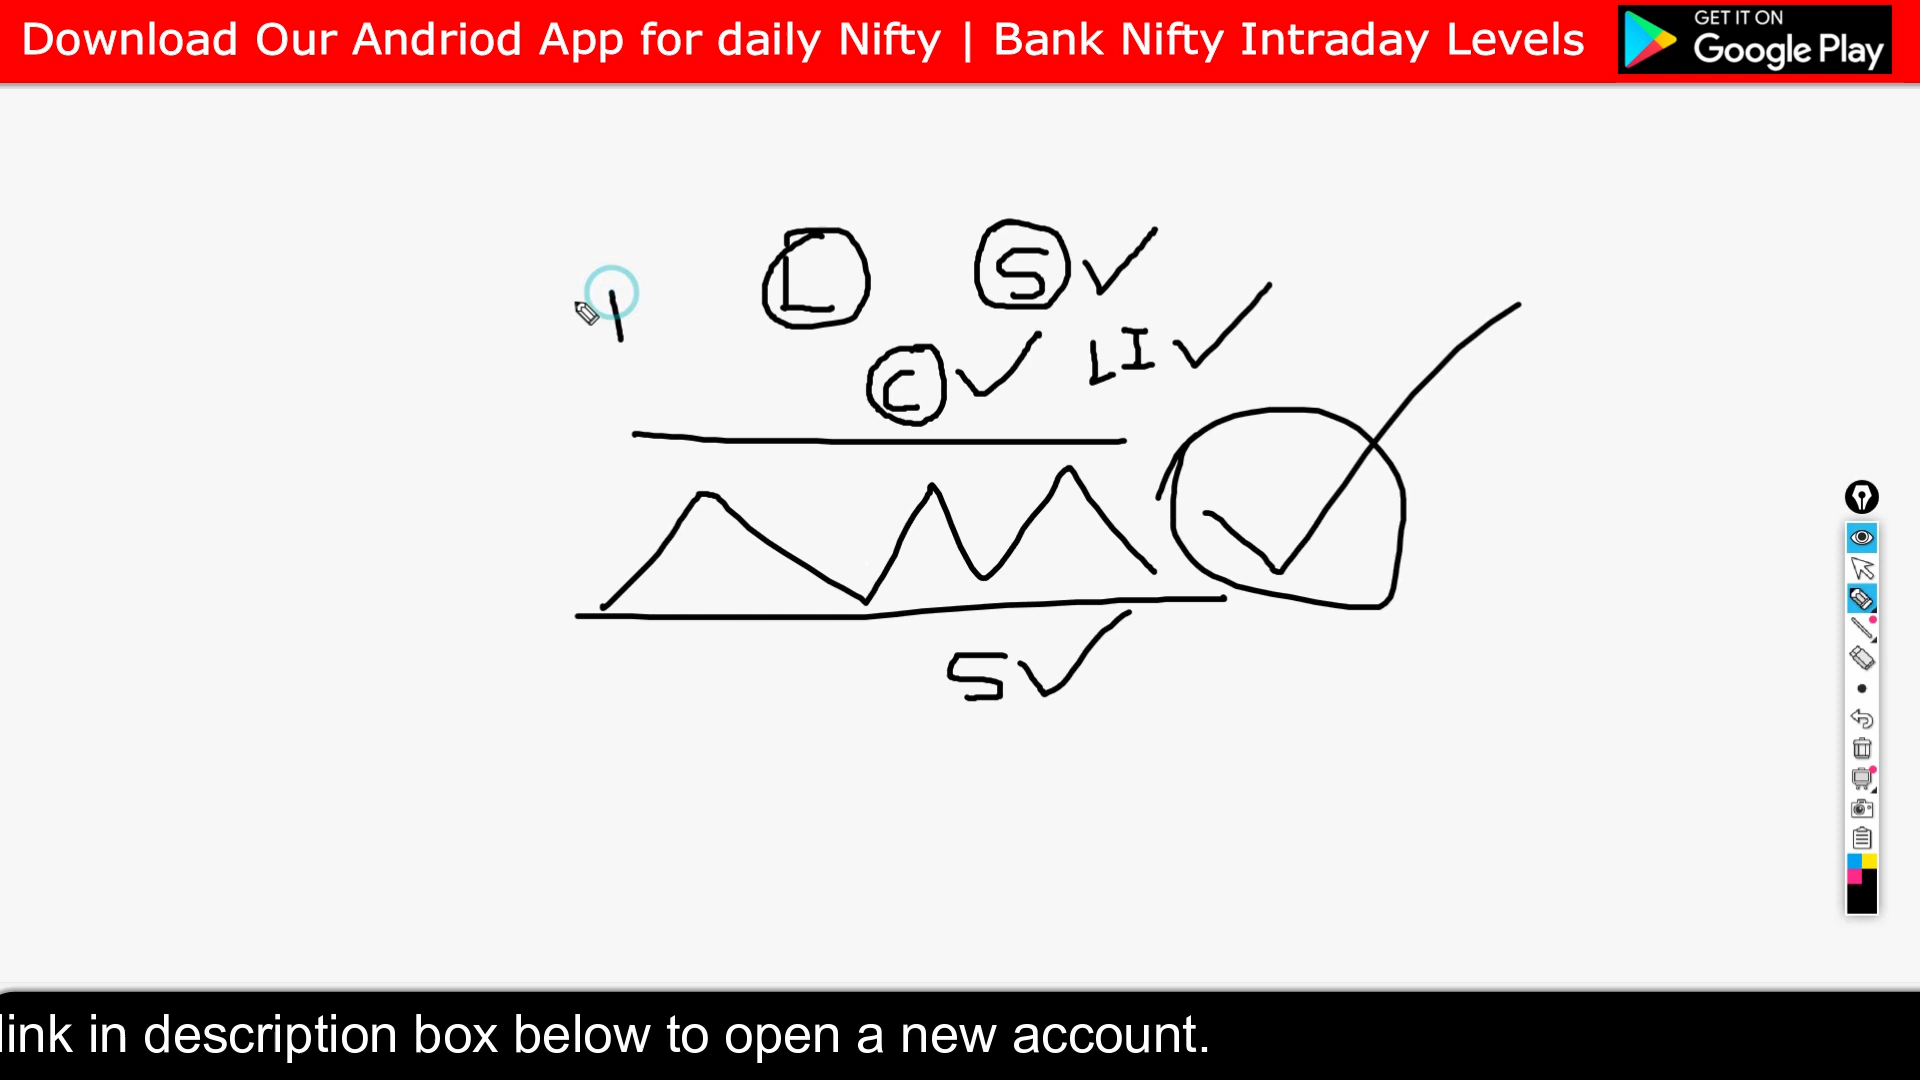 Download Our Andriod App for daily Nifty | Bank Nifty Intraday Levels
GET IT ON
Google Play
L S
C LI
S
link in description box below to open a new account.